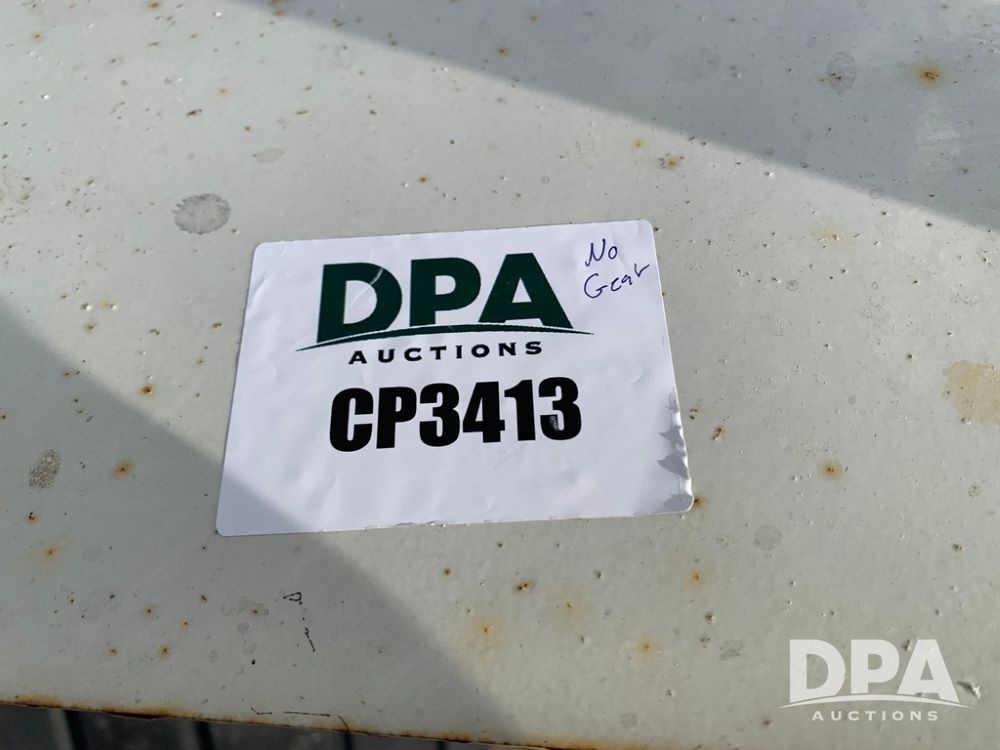 DPA
AUCTIONS
No
Gear
CP3413
DPA
AUCTIONS